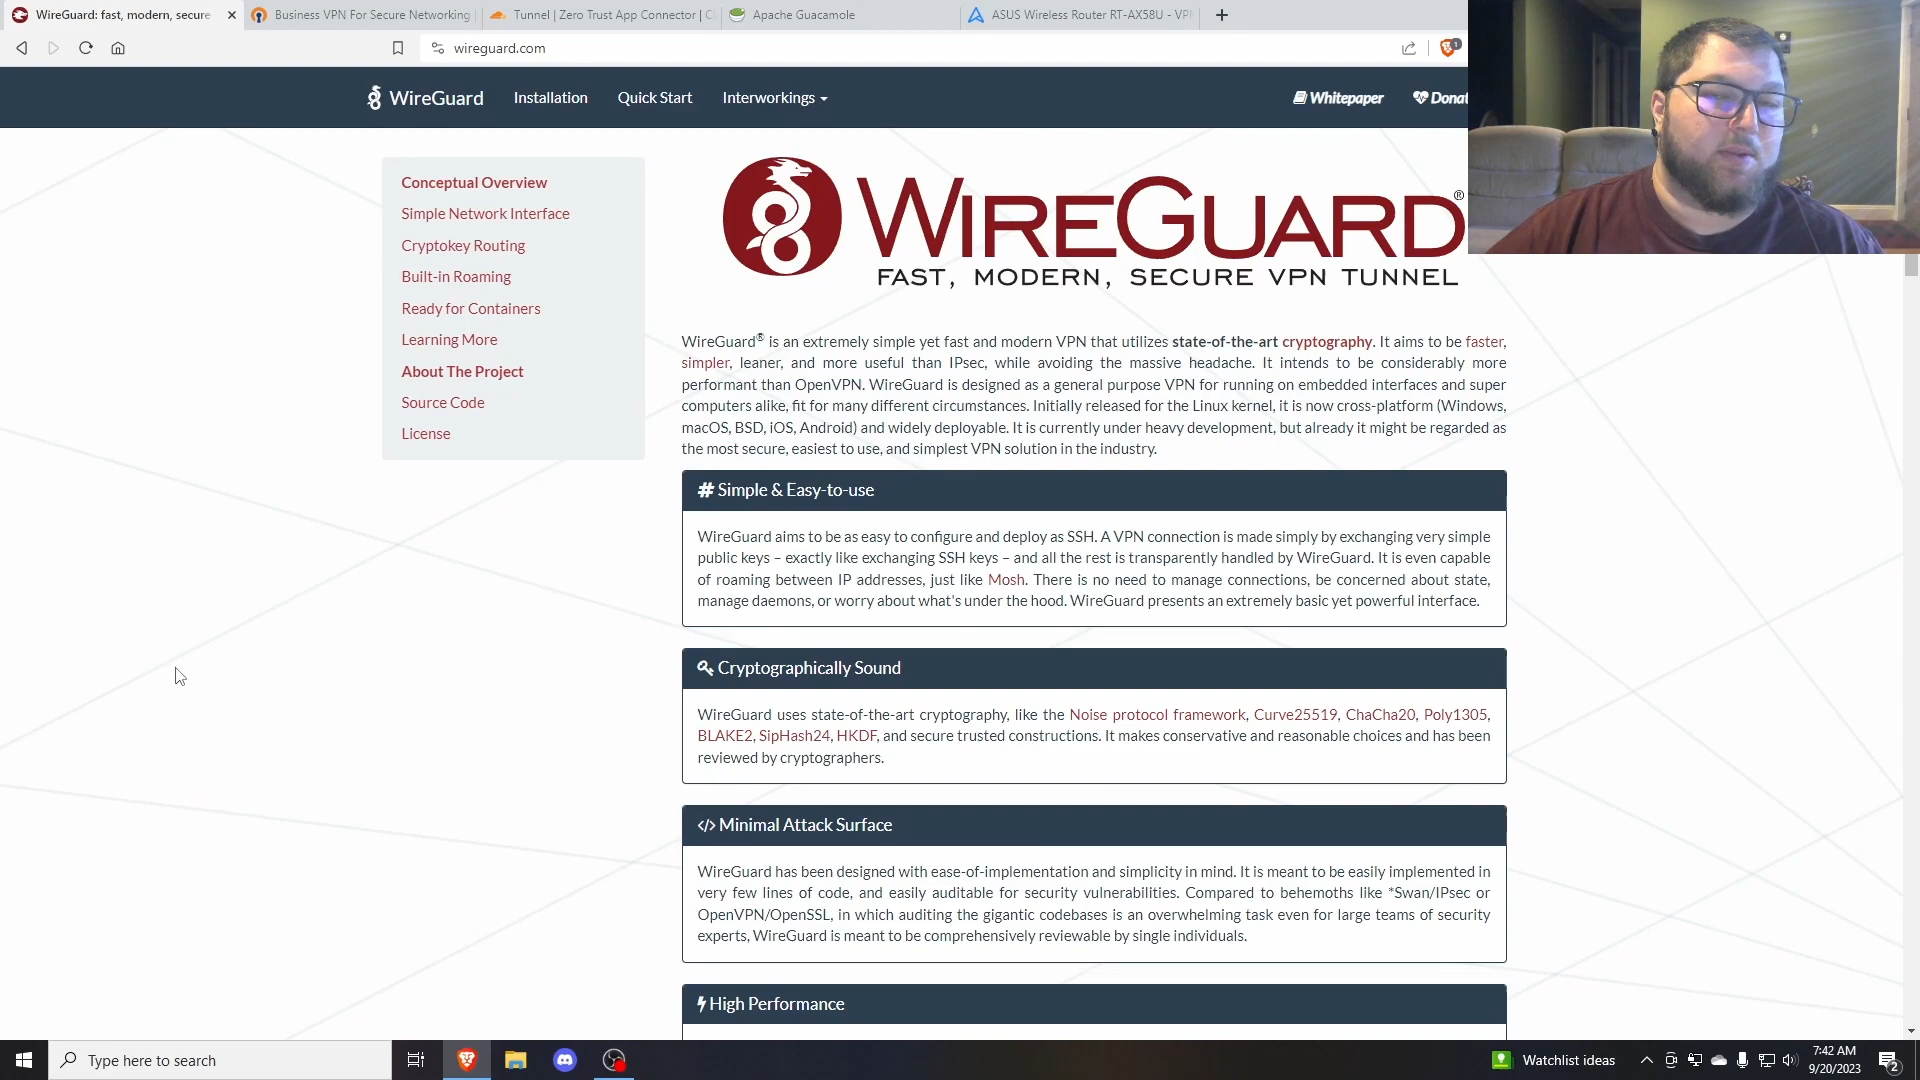 WireGuard: fast, modern, secure
Business VPN For Secure Networking
Tunnel | Zero Trust App Connector |
Apache Guacamole
ASUS Wireless Router RT-AX58U - VP
wireguard.com
1
WireGuard
Installation
Quick Start
Interworkings
Whitepaper
Donat
Conceptual Overview
Simple Network Interface
Cryptokey Routing
Built-in Roaming
Ready for Containers
Learning More
About The Project
Source Code
License
WIREGUARD®
FAST, MODERN, SECURE VPN TUNNEL
WireGuard® is an extremely simple yet fast and modern VPN that utilizes state-of-the-art cryptography. It aims to be faster,
simpler, leaner, and more useful than IPsec, while avoiding the massive headache. It intends to be considerably more
performant than OpenVPN. WireGuard is designed as a general purpose VPN for running on embedded interfaces and super
computers alike, fit for many different circumstances. Initially released for the Linux kernel, it is now cross-platform (Windows,
macOS, BSD, iOS, Android) and widely deployable. It is currently under heavy development, but already it might be regarded as
the most secure, easiest to use, and simplest VPN solution in the industry.
# Simple & Easy-to-use
WireGuard aims to be as easy to configure and deploy as SSH. A VPN connection is made simply by exchanging very simple
public keys – exactly like exchanging SSH keys – and all the rest is transparently handled by WireGuard. It is even capable
of roaming between IP addresses, just like Mosh. There is no need to manage connections, be concerned about state,
manage daemons, or worry about what's under the hood. WireGuard presents an extremely basic yet powerful interface.
Cryptographically Sound
WireGuard uses state-of-the-art cryptography, like the Noise protocol framework, Curve25519, ChaCha20, Poly1305,
BLAKE2, SipHash24, HKDF, and secure trusted constructions. It makes conservative and reasonable choices and has been
reviewed by cryptographers.
</> Minimal Attack Surface
WireGuard has been designed with ease-of-implementation and simplicity in mind. It is meant to be easily implemented in
very few lines of code, and easily auditable for security vulnerabilities. Compared to behemoths like *Swan/IPsec or
OpenVPN/OpenSSL, in which auditing the gigantic codebases is an overwhelming task even for large teams of security
experts, WireGuard is meant to be comprehensively reviewable by single individuals.
High Performance
Type here to search
Watchlist ideas
7:42 AM
9/20/2023
2